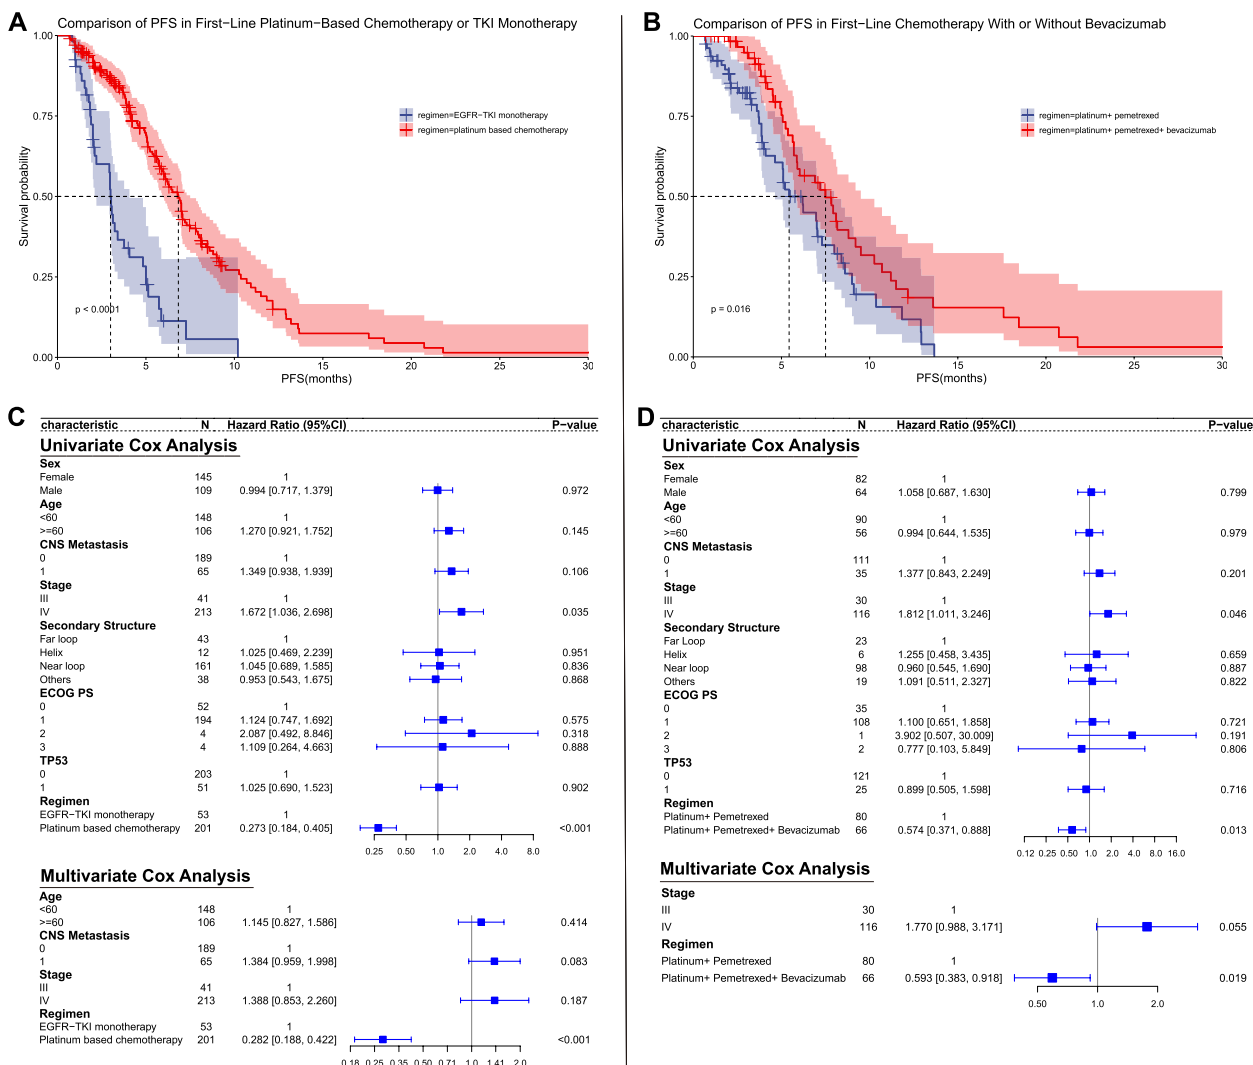 A
Comparison of PFS in First-Line Platinum-Based Chemotherapy or TKI Monotherapy
1.00
0.75
0.50
0.25
0.00
Survival probability
regimen=EGFR-TKI monotherapy
regimen=platinum based chemotherapy
p < 0.0001
0 5 10 15 20 25 30
PFS(months)
B
Comparison of PFS in First-Line Chemotherapy With or Without Bevacizumab
1.00
0.75
0.50
0.25
0.00
Survival probability
regimen=platinum+ pemetrexed
regimen=platinum+ pemetrexed+ bevacizumab
p = 0.016
0 5 10 15 20 25 30
PFS(months)
C
characteristic N Hazard Ratio (95%CI) P-value
Univariate Cox Analysis
Sex
Female 145 1
Male 109 0.994 [0.717, 1.379] 0.972
Age
<60 148 1
>=60 106 1.270 [0.921, 1.752] 0.145
CNS Metastasis
0 189 1
1 65 1.349 [0.938, 1.939] 0.106
Stage
III 41 1
IV 213 1.672 [1.036, 2.698] 0.035
Secondary Structure
Far loop 43 1
Helix 12 1.025 [0.469, 2.239] 0.951
Near loop 161 1.045 [0.689, 1.585] 0.836
Others 38 0.953 [0.543, 1.675] 0.868
ECOG PS
0 52 1
1 194 1.124 [0.747, 1.692] 0.575
2 4 2.087 [0.492, 8.846] 0.318
3 4 1.109 [0.264, 4.663] 0.888
TP53
0 203 1
1 51 1.025 [0.690, 1.523] 0.902
Regimen
EGFR-TKI monotherapy 53 1
Platinum based chemotherapy 201 0.273 [0.184, 0.405] <0.001
0.25 0.50 1.0 2.0 4.0 8.0
Multivariate Cox Analysis
Age
<60 148 1
>=60 106 1.145 [0.827, 1.586] 0.414
CNS Metastasis
0 189 1
1 65 1.384 [0.959, 1.998] 0.083
Stage
III 41 1
IV 213 1.388 [0.853, 2.260] 0.187
Regimen
EGFR-TKI monotherapy 53 1
Platinum based chemotherapy 201 0.282 [0.188, 0.422] <0.001
0.18 0.25 0.35 0.50 0.71 1.0 1.41 2.0
D
characteristic N Hazard Ratio (95%CI) P-value
Univariate Cox Analysis
Sex
Female 82 1
Male 64 1.058 [0.687, 1.630] 0.799
Age
<60 90 1
>=60 56 0.994 [0.644, 1.535] 0.979
CNS Metastasis
0 111 1
1 35 1.377 [0.843, 2.249] 0.201
Stage
III 30 1
IV 116 1.812 [1.011, 3.246] 0.046
Secondary Structure
Far Loop 23 1
Helix 6 1.255 [0.458, 3.435] 0.659
Near loop 98 0.960 [0.545, 1.690] 0.887
Others 19 1.091 [0.511, 2.327] 0.822
ECOG PS
0 35 1
1 108 1.100 [0.651, 1.858] 0.721
2 1 3.902 [0.507, 30.009] 0.191
3 2 0.777 [0.103, 5.849] 0.806
TP53
0 121 1
1 25 0.899 [0.505, 1.598] 0.716
Regimen
Platinum+ Pemetrexed 80 1
Platinum+ Pemetrexed+ Bevacizumab 66 0.574 [0.371, 0.888] 0.013
0.12 0.25 0.50 1.0 2.0 4.0 8.0 16.0
Multivariate Cox Analysis
Stage
III 30 1
IV 116 1.770 [0.988, 3.171] 0.055
Regimen
Platinum+ Pemetrexed 80 1
Platinum+ Pemetrexed+ Bevacizumab 66 0.593 [0.383, 0.918] 0.019
0.50 1.0 2.0